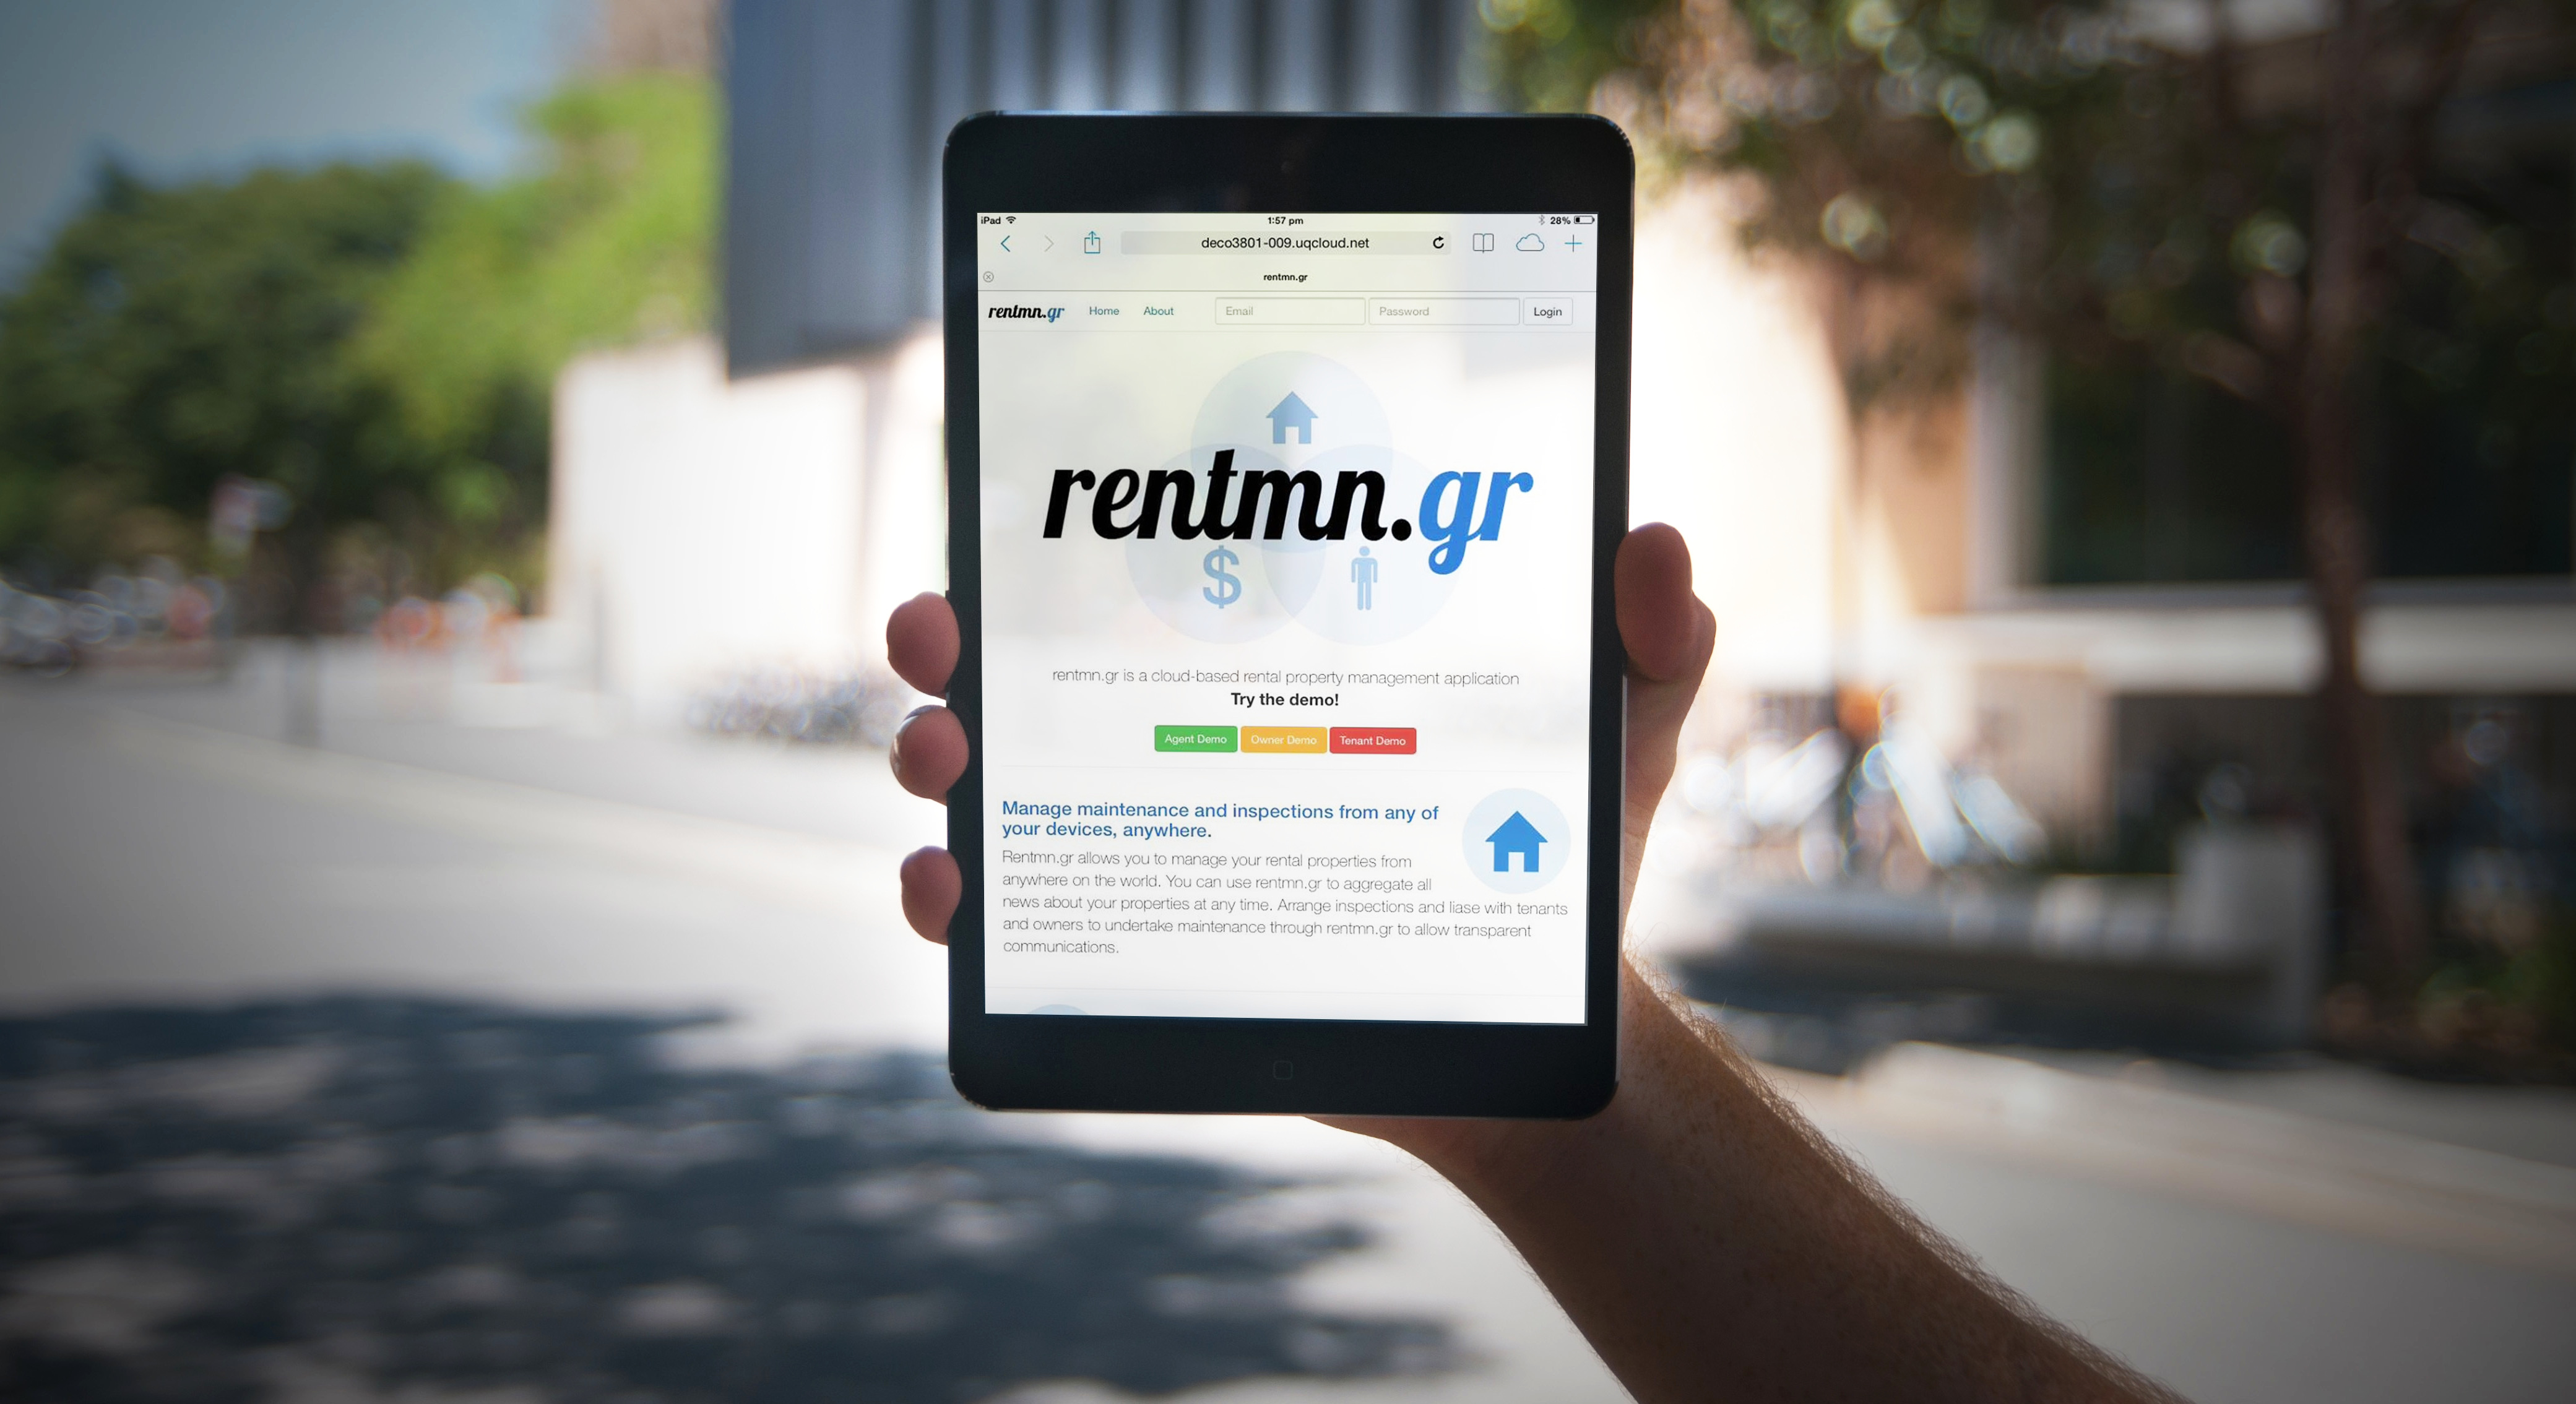 iPad 1:57 pm 28%
deco3801-009.uqcloud.net
rentmn.gr
rentmn.gr Home About Email Password Login
rentmn.gr
$
rentmn.gr is a cloud-based rental property management application
Try the demo!
Agent Demo Owner Demo Tenant Demo
Manage maintenance and inspections from any of
your devices, anywhere.
Rentmn.gr allows you to manage your rental properties from
anywhere on the world. You can use rentmn.gr to aggregate all
news about your properties at any time. Arrange inspections and liase with tenants
and owners to undertake maintenance through rentmn.gr to allow transparent
communications.